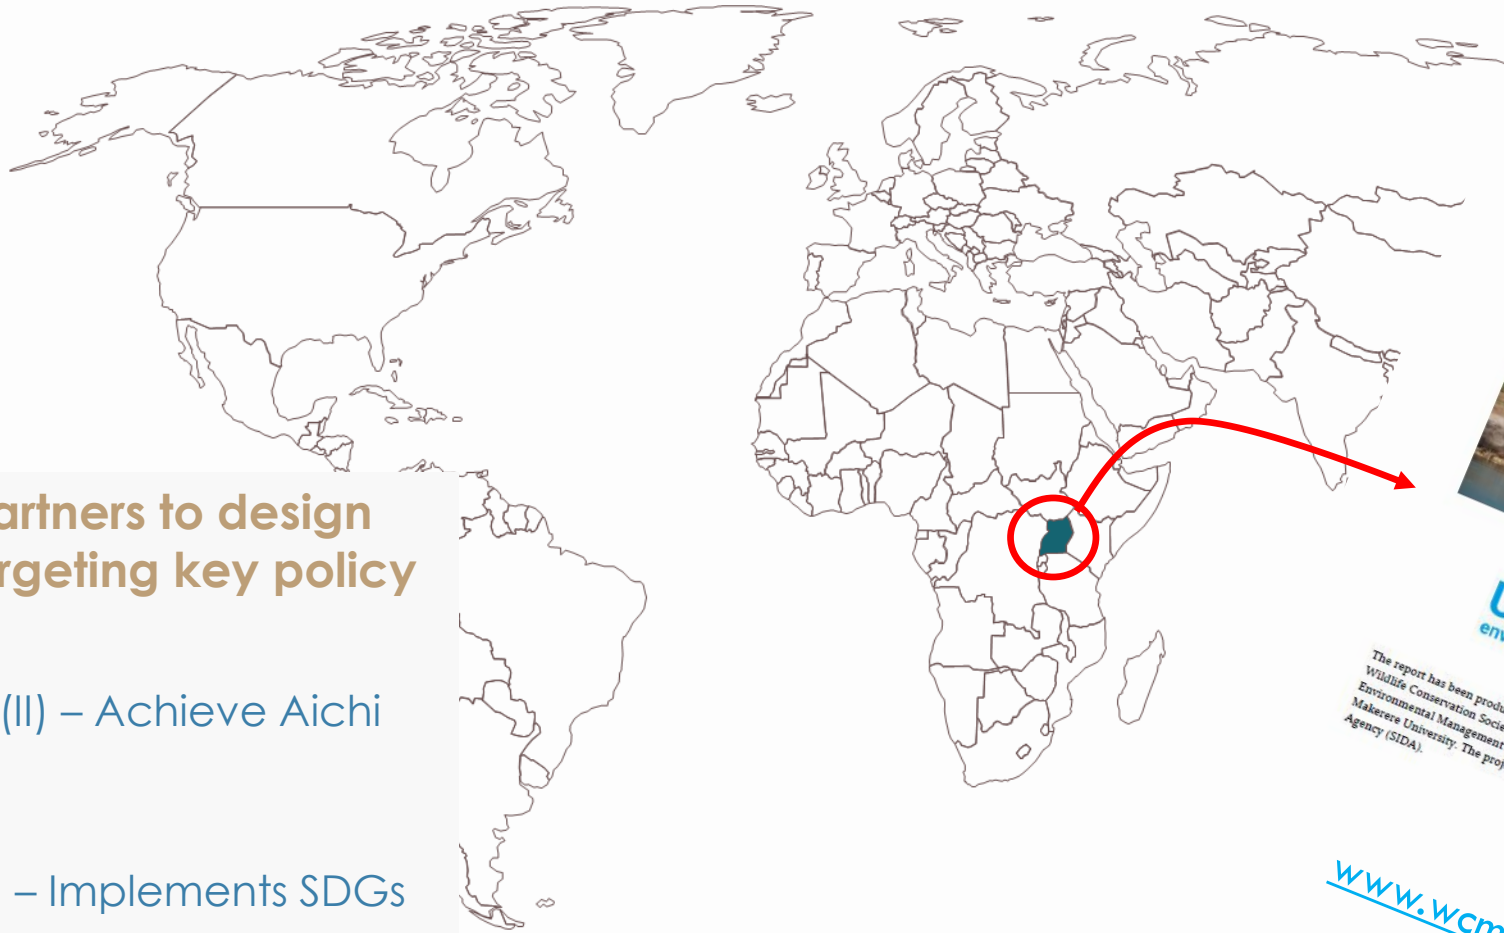 artners to design
rgeting key policy
(II) – Achieve Aichi
– Implements SDGs
env
The report has been produ
Wildlife Conservation Socie
Environmental Management
Makerere University. The proj
Agency (SIDA).
www.wcm